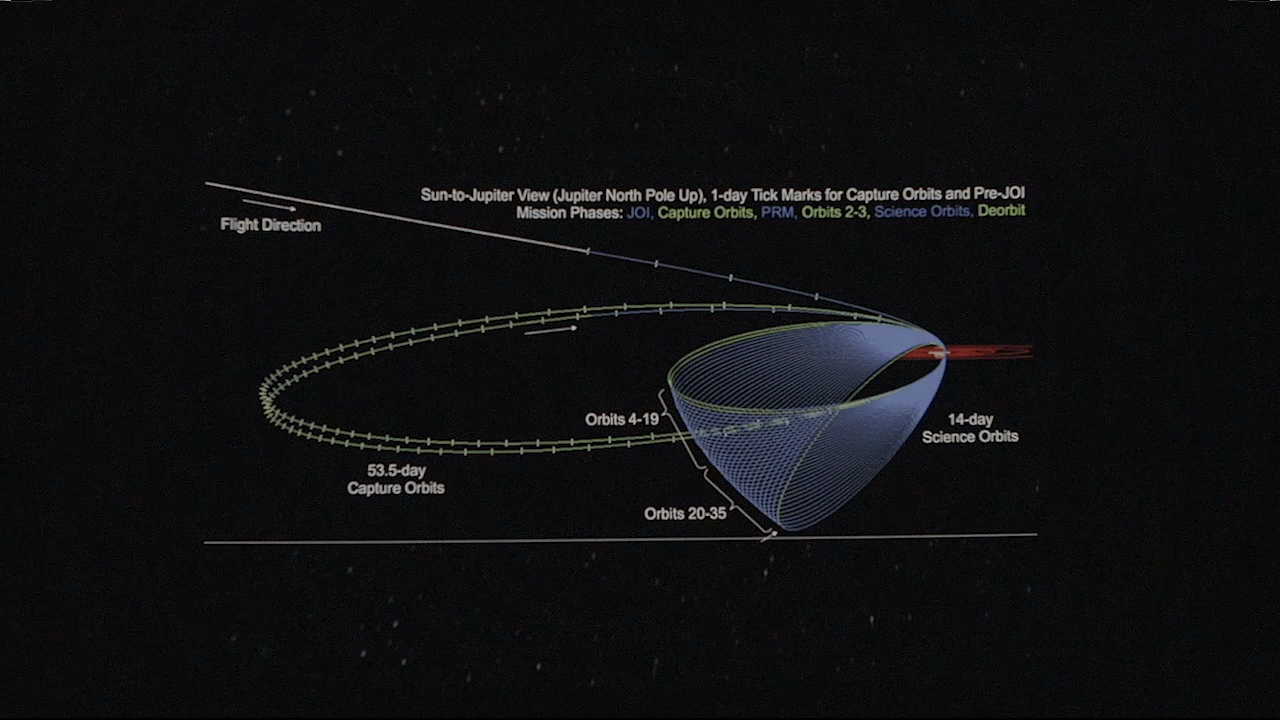 Sun-to-Jupiter View (Jupiter North Pole Up), 1-day Tick Marks for Capture Orbits and Pre-JOI
Mission Phases: JOI, Capture Orbits, PRM, Orbits 2-3, Science Orbits, Deorbit
Flight Direction
Orbits 4-19
14-day
Science Orbits
53.5-day
Capture Orbits
Orbits 20-35